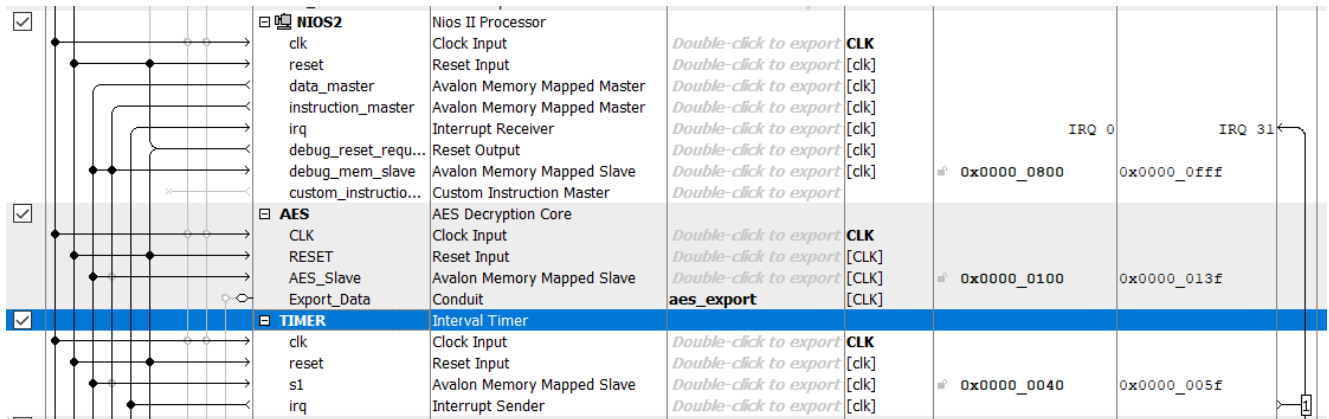 NIOS2 Nios II Processor
clk Clock Input Double-click to export CLK
reset Reset Input Double-click to export [clk]
data_master Avalon Memory Mapped Master Double-click to export [clk]
instruction_master Avalon Memory Mapped Master Double-click to export [clk]
irq Interrupt Receiver Double-click to export [clk] IRQ 0 IRQ 31
debug_reset_requ... Reset Output Double-click to export [clk]
debug_mem_slave Avalon Memory Mapped Slave Double-click to export [clk] 0x0000_0800 0x0000_0fff
custom_instructio... Custom Instruction Master Double-click to export
AES AES Decryption Core
CLK Clock Input Double-click to export CLK
RESET Reset Input Double-click to export [CLK]
AES_Slave Avalon Memory Mapped Slave Double-click to export [CLK] 0x0000_0100 0x0000_013f
Export_Data Conduit aes_export [CLK]
TIMER Interval Timer
clk Clock Input Double-click to export CLK
reset Reset Input Double-click to export [clk]
s1 Avalon Memory Mapped Slave Double-click to export [clk] 0x0000_0040 0x0000_005f
irq Interrupt Sender Double-click to export [clk] 1